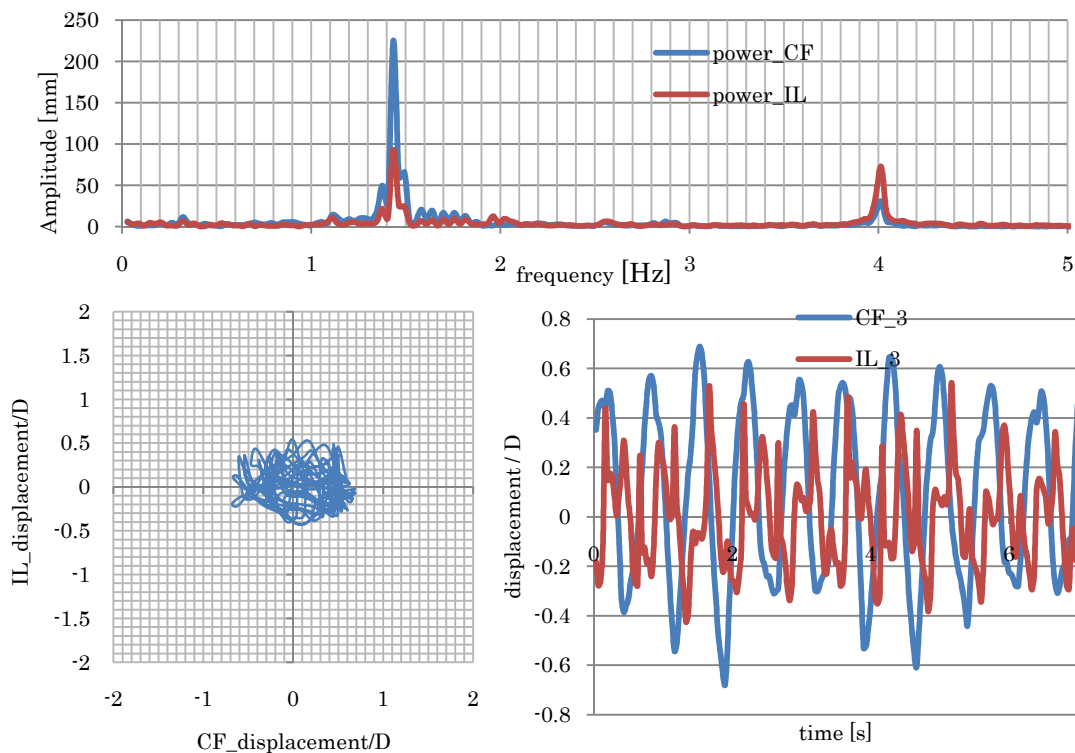 250
200
150
100
50
0
Amplitude [mm]
power_CF
power_IL
0 1 2 3 4 5
frequency [Hz]
2
1.5
1
0.5
0
-0.5
-1
-1.5
-2
IL_displacement/D
-2 -1 0 1 2
CF_displacement/D
0.8
0.6
0.4
0.2
0
-0.2
-0.4
-0.6
-0.8
displacement / D
CF_3
IL_3
0 2 4 6
time [s]